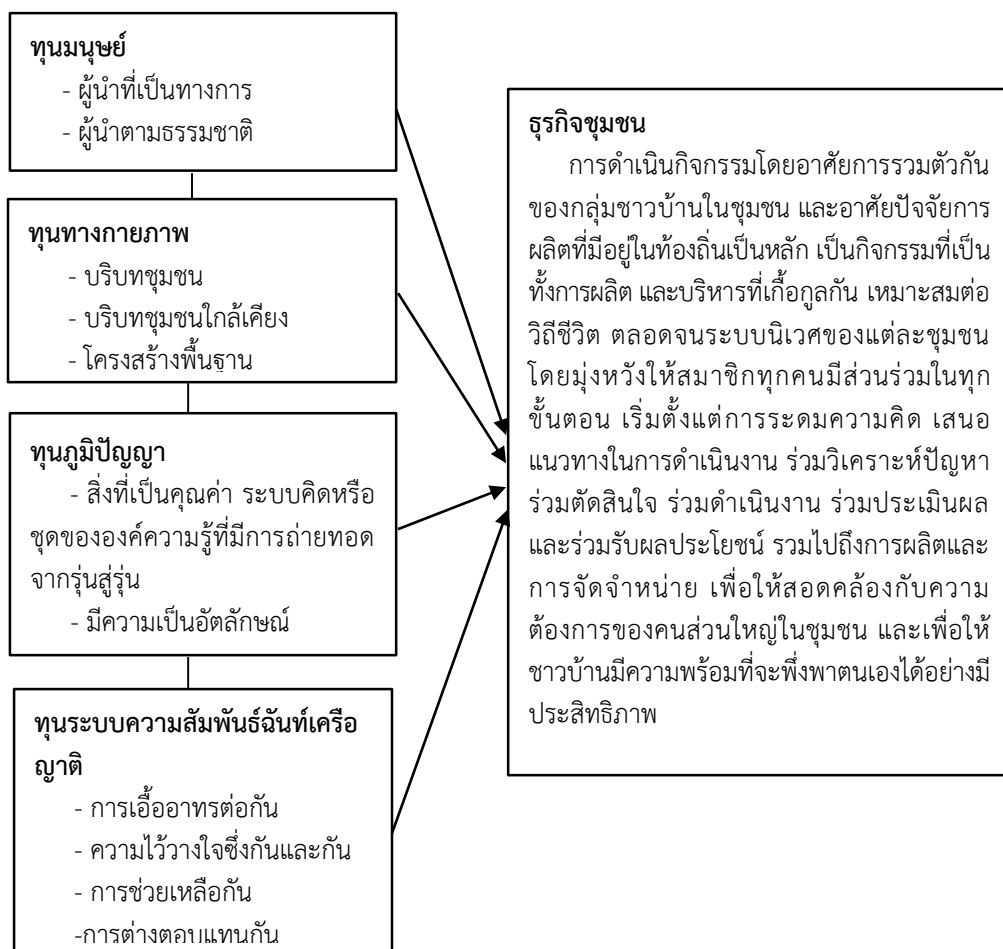 ทุนมนุษย์
- ผู้นำที่เป็นทางการ
- ผู้นำตามธรรมชาติ
ทุนทางกายภาพ
- บริบทชุมชน
- บริบทชุมชนใกล้เคียง
- โครงสร้างพื้นฐาน
ทุนภูมิปัญญา
- สิ่งที่เป็นคุณค่า ระบบคิดหรือ
ชุดขององค์ความรู้ที่มีการถ่ายทอด
จากรุ่นสู่รุ่น
- มีความเป็นอัตลักษณ์
ทุนระบบความสัมพันธ์ฉันท์เครือ
ญาติ
- การเอื้ออาทรต่อกัน
- ความไว้วางใจซึ่งกันและกัน
- การช่วยเหลือกัน
-การต่างตอบแทนกัน
ธุรกิจชุมชน
การดำเนินกิจกรรมโดยอาศัยการรวมตัวกัน
ของกลุ่มชาวบ้านในชุมชน และอาศัยปัจจัยการ
ผลิตที่มีอยู่ในท้องถิ่นเป็นหลัก เป็นกิจกรรมที่เป็น
ทั้งการผลิต และบริหารที่เกื้อกูลกัน เหมาะสมต่อ
วิถีชีวิต ตลอดจนระบบนิเวศของแต่ละชุมชน
โดยมุ่งหวังให้สมาชิกทุกคนมีส่วนร่วมในทุก
ขั้นตอน เริ่มตั้งแต่การระดมความคิด เสนอ
แนวทางในการดำเนินงาน ร่วมวิเคราะห์ปัญหา
ร่วมตัดสินใจ ร่วมดำเนินงาน ร่วมประเมินผล
และร่วมรับผลประโยชน์ รวมไปถึงการผลิตและ
การจัดจำหน่าย เพื่อให้สอดคล้องกับความ
ต้องการของคนส่วนใหญ่ในชุมชน และเพื่อให้
ชาวบ้านมีความพร้อมที่จะพึ่งพาตนเองได้อย่างมี
ประสิทธิภาพ